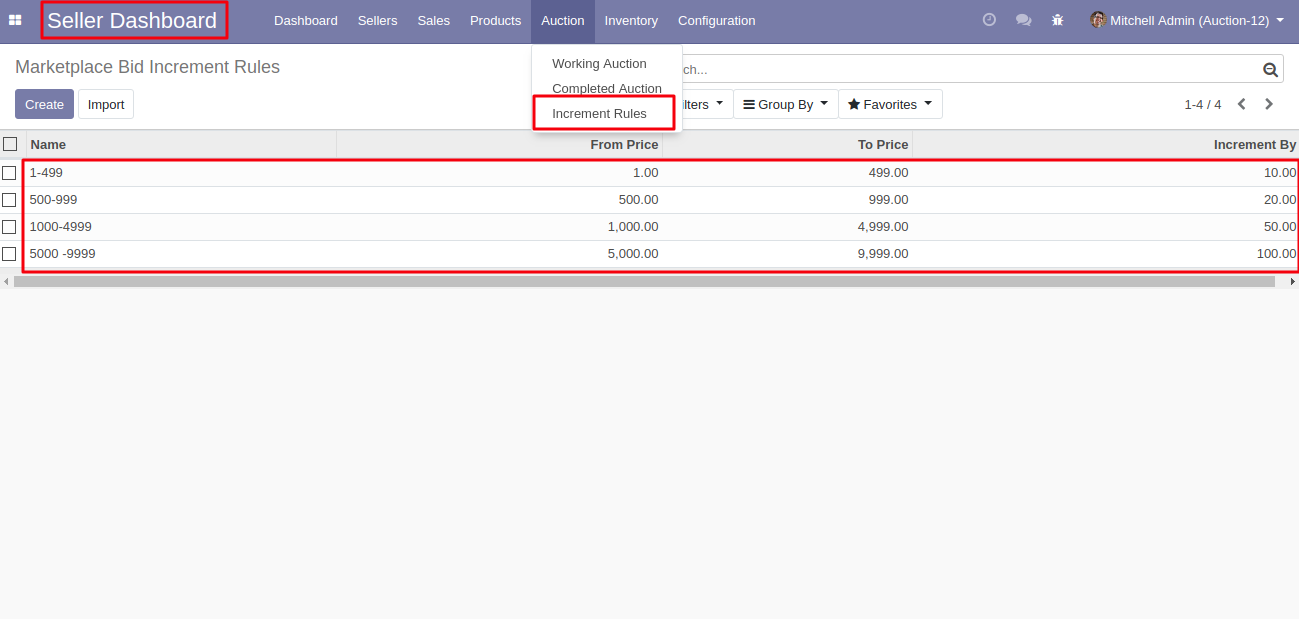 Seller Dashboard Dashboard Sellers Sales Products Auction Inventory Configuration Mitchell Admin (Auction-12)
Marketplace Bid Increment Rules
Working Auction
Completed Auction
Increment Rules
ch...
Create Import
lters Group By Favorites 1-4 / 4
Name From Price To Price Increment By
1-499 1.00 499.00 10.00
500-999 500.00 999.00 20.00
1000-4999 1,000.00 4,999.00 50.00
5000 -9999 5,000.00 9,999.00 100.00